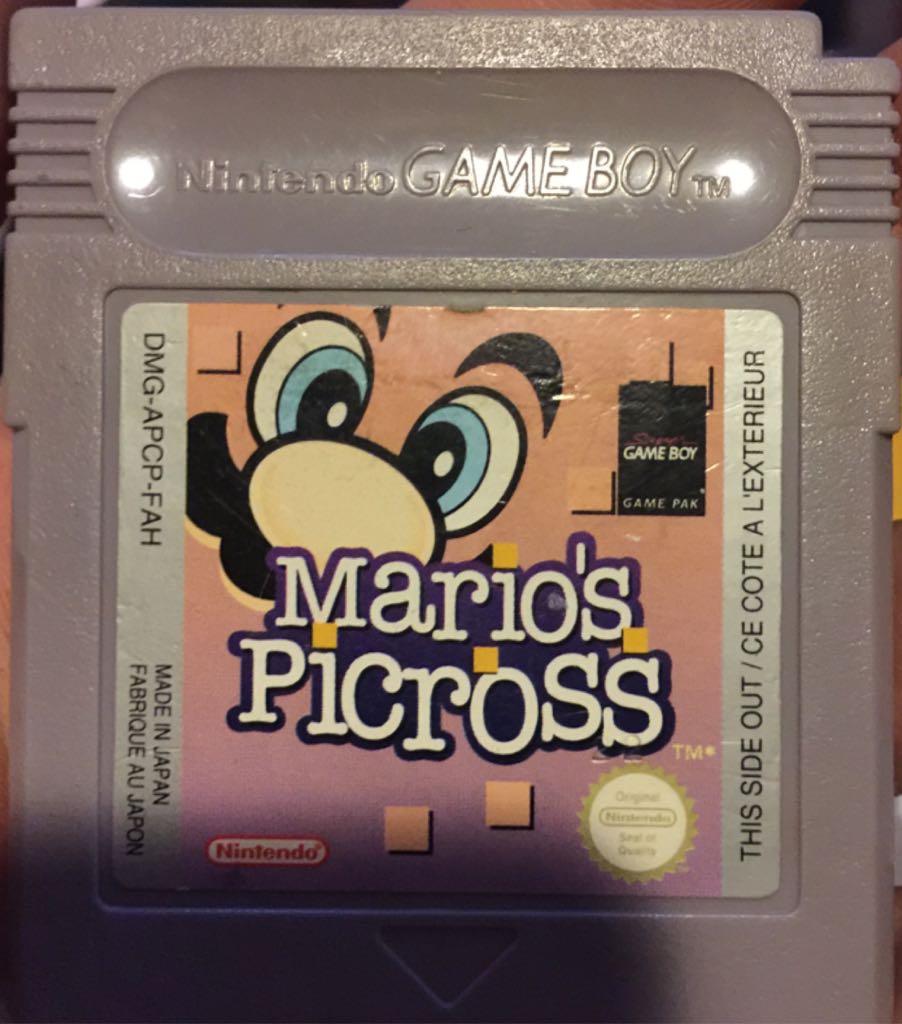 Nintendo GAME BOY TM
DMG-APCP-FAH
MADE IN JAPAN
FABRIQUE AU JAPON
Super
GAME BOY
GAME PAK
Mario's
Picross
TM*
Nintendo
Original
Nintendo
Seal of
Quality
THIS SIDE OUT / CE COTE A L'EXTERIEUR